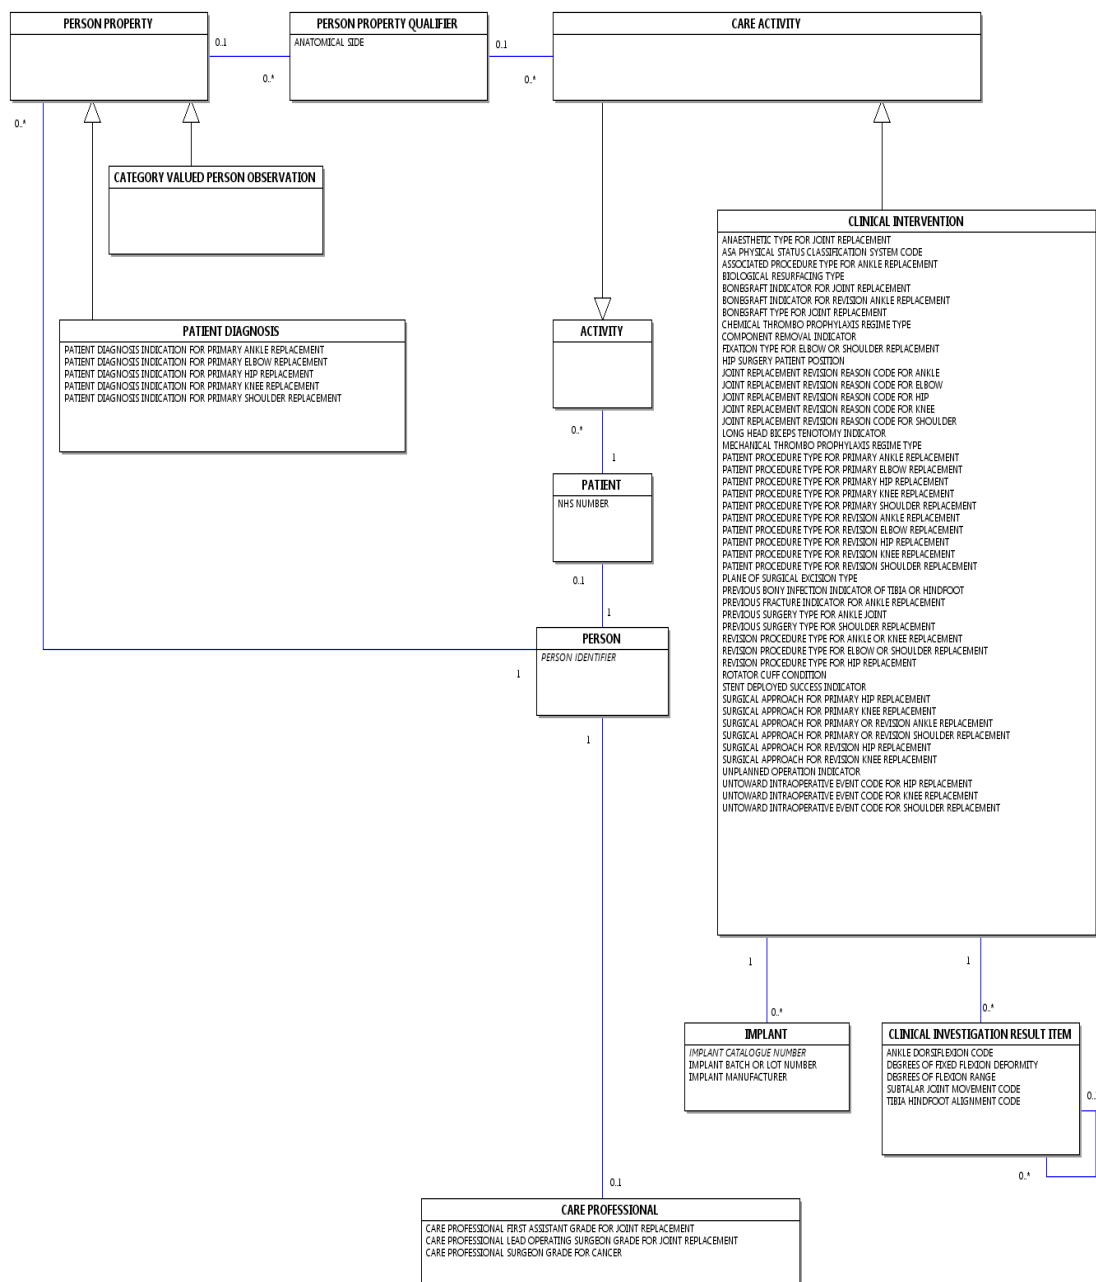 PERSON PROPERTY
PERSON PROPERTY QUALIFIER
ANATOMICAL SIDE
CARE ACTIVITY
0..1
0..*
0..1
0..*
0..*
CATEGORY VALUED PERSON OBSERVATION
PATIENT DIAGNOSIS
PATIENT DIAGNOSIS INDICATION FOR PRIMARY ANKLE REPLACEMENT
PATIENT DIAGNOSIS INDICATION FOR PRIMARY ELBOW REPLACEMENT
PATIENT DIAGNOSIS INDICATION FOR PRIMARY HIP REPLACEMENT
PATIENT DIAGNOSIS INDICATION FOR PRIMARY KNEE REPLACEMENT
PATIENT DIAGNOSIS INDICATION FOR PRIMARY SHOULDER REPLACEMENT
ACTIVITY
0..*
1
PATIENT
NHS NUMBER
0..1
1
PERSON
PERSON IDENTIFIER
1
1
CLINICAL INTERVENTION
ANAESTHETIC TYPE FOR JOINT REPLACEMENT
ASA PHYSICAL STATUS CLASSIFICATION SYSTEM CODE
ASSOCIATED PROCEDURE TYPE FOR ANKLE REPLACEMENT
BIOLOGICAL RESURFACING TYPE
BONEGRAFT INDICATOR FOR JOINT REPLACEMENT
BONEGRAFT INDICATOR FOR REVISION ANKLE REPLACEMENT
BONEGRAFT TYPE FOR JOINT REPLACEMENT
CHEMICAL THROMBO PROPHYLAXIS REGIME TYPE
COMPONENT REMOVAL INDICATOR
FIXATION TYPE FOR ELBOW OR SHOULDER REPLACEMENT
HIP SURGERY PATIENT POSITION
JOINT REPLACEMENT REVISION REASON CODE FOR ANKLE
JOINT REPLACEMENT REVISION REASON CODE FOR ELBOW
JOINT REPLACEMENT REVISION REASON CODE FOR HIP
JOINT REPLACEMENT REVISION REASON CODE FOR KNEE
JOINT REPLACEMENT REVISION REASON CODE FOR SHOULDER
LONG HEAD BICEPS TENOTOMY INDICATOR
MECHANICAL THROMBO PROPHYLAXIS REGIME TYPE
PATIENT PROCEDURE TYPE FOR PRIMARY ANKLE REPLACEMENT
PATIENT PROCEDURE TYPE FOR PRIMARY ELBOW REPLACEMENT
PATIENT PROCEDURE TYPE FOR PRIMARY HIP REPLACEMENT
PATIENT PROCEDURE TYPE FOR PRIMARY KNEE REPLACEMENT
PATIENT PROCEDURE TYPE FOR PRIMARY SHOULDER REPLACEMENT
PATIENT PROCEDURE TYPE FOR REVISION ANKLE REPLACEMENT
PATIENT PROCEDURE TYPE FOR REVISION ELBOW REPLACEMENT
PATIENT PROCEDURE TYPE FOR REVISION HIP REPLACEMENT
PATIENT PROCEDURE TYPE FOR REVISION KNEE REPLACEMENT
PATIENT PROCEDURE TYPE FOR REVISION SHOULDER REPLACEMENT
PLANE OF SURGICAL EXCISION TYPE
PREVIOUS BONY INFECTION INDICATOR OF TIBIA OR HINDFOOT
PREVIOUS FRACTURE INDICATOR FOR ANKLE REPLACEMENT
PREVIOUS SURGERY TYPE FOR ANKLE JOINT
PREVIOUS SURGERY TYPE FOR SHOULDER REPLACEMENT
REVISION PROCEDURE TYPE FOR ANKLE OR KNEE REPLACEMENT
REVISION PROCEDURE TYPE FOR ELBOW OR SHOULDER REPLACEMENT
REVISION PROCEDURE TYPE FOR HIP REPLACEMENT
ROTATOR CUFF CONDITION
STENT DEPLOYED SUCCESS INDICATOR
SURGICAL APPROACH FOR PRIMARY HIP REPLACEMENT
SURGICAL APPROACH FOR PRIMARY KNEE REPLACEMENT
SURGICAL APPROACH FOR PRIMARY OR REVISION ANKLE REPLACEMENT
SURGICAL APPROACH FOR PRIMARY OR REVISION SHOULDER REPLACEMENT
SURGICAL APPROACH FOR REVISION HIP REPLACEMENT
SURGICAL APPROACH FOR REVISION KNEE REPLACEMENT
UNPLANNED OPERATION INDICATOR
UNTOWARD INTRAOPERATIVE EVENT CODE FOR HIP REPLACEMENT
UNTOWARD INTRAOPERATIVE EVENT CODE FOR KNEE REPLACEMENT
UNTOWARD INTRAOPERATIVE EVENT CODE FOR SHOULDER REPLACEMENT
1
1
0..*
0..*
IMPLANT
IMPLANT CATALOGUE NUMBER
IMPLANT BATCH OR LOT NUMBER
IMPLANT MANUFACTURER
CLINICAL INVESTIGATION RESULT ITEM
ANKLE DORSIFLEXION CODE
DEGREES OF FIXED FLEXION DEFORMITY
DEGREES OF FLEXION RANGE
SUBTALAR JOINT MOVEMENT CODE
TIBIA HINDFOOT ALIGNMENT CODE
0..*
0..1
CARE PROFESSIONAL
CARE PROFESSIONAL FIRST ASSISTANT GRADE FOR JOINT REPLACEMENT
CARE PROFESSIONAL LEAD OPERATING SURGEON GRADE FOR JOINT REPLACEMENT
CARE PROFESSIONAL SURGEON GRADE FOR CANCER